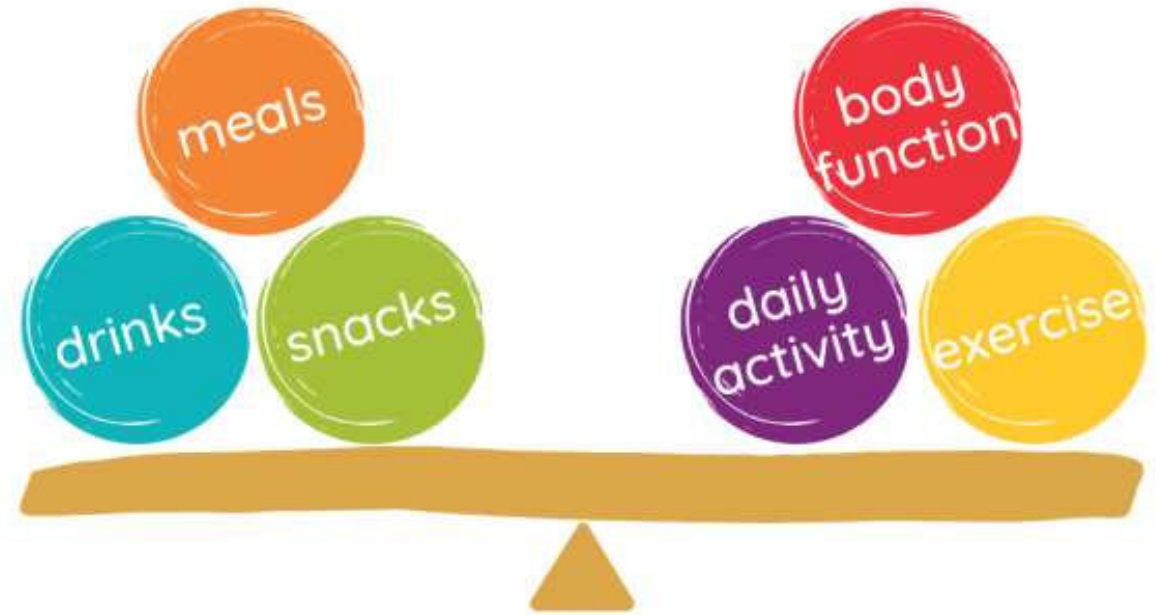 meals
drinks
snacks
body
function
daily
activity
exercise